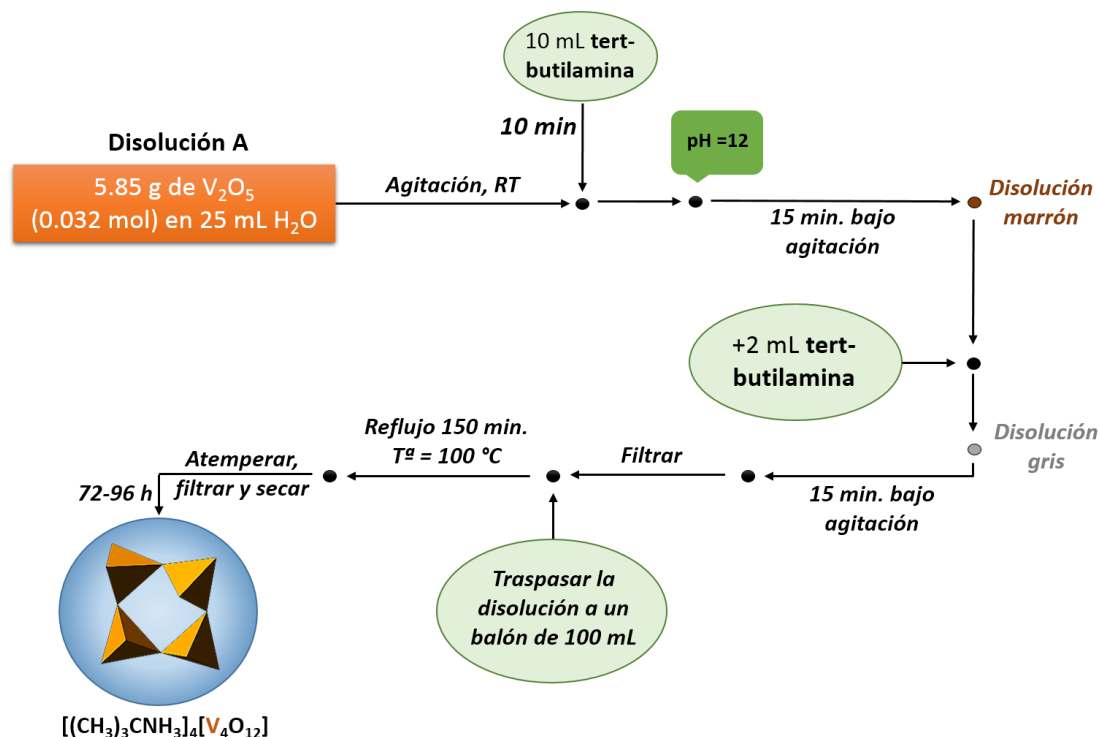 10 mL tert-
butilamina
10 min
pH =12
Disolución A
5.85 g de V₂O₅
(0.032 mol) en 25 mL H₂O
Agitación, RT
15 min. bajo
agitación
Disolución
marrón
+2 mL tert-
butilamina
Disolución
gris
15 min. bajo
agitación
Filtrar
Traspasar la
disolución a un
balón de 100 mL
Reflujo 150 min.
Tª = 100 °C
Atemperar,
filtrar y secar
72-96 h
[(CH₃)₃CNH₃]₄[V₄O₁₂]